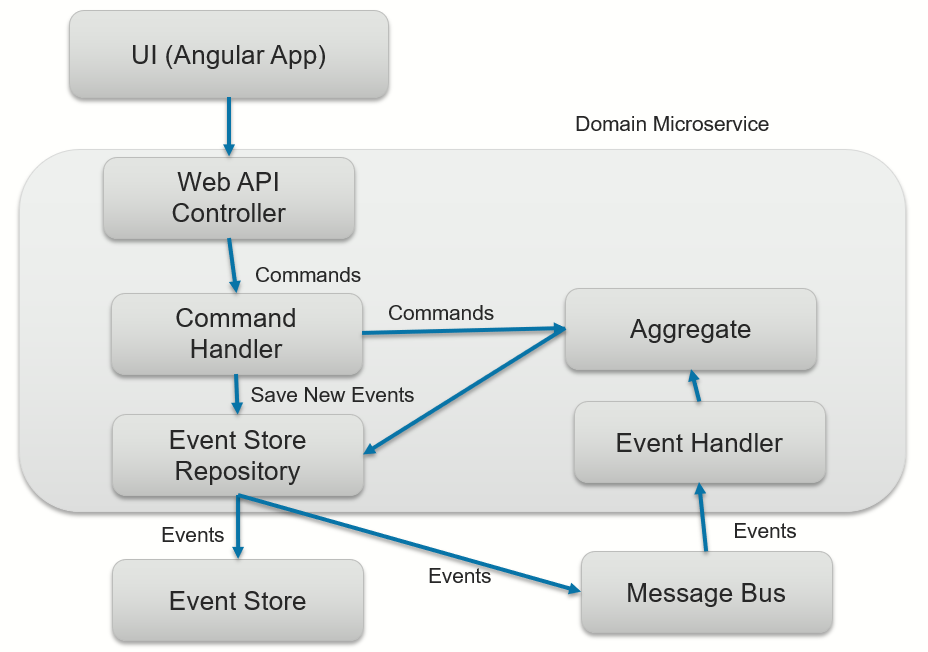 UI (Angular App)
Domain Microservice
Web API
Controller
Commands
Command
Handler
Commands
Aggregate
Save New Events
Event Store
Repository
Event Handler
Events
Events
Events
Event Store
Message Bus